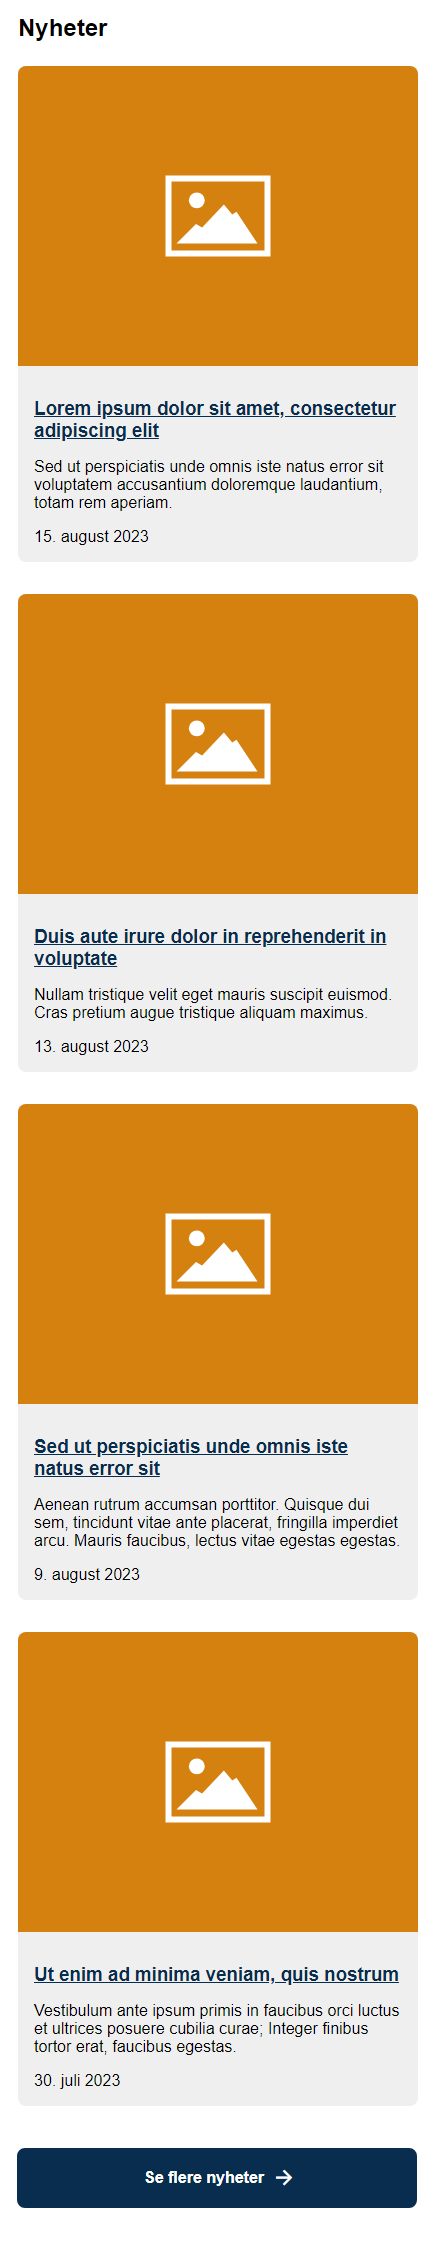 Nyheter
Lorem ipsum dolor sit amet, consectetur
adipiscing elit
Sed ut perspiciatis unde omnis iste natus error sit
voluptatem accusantium doloremque laudantium,
totam rem aperiam.
15. august 2023
Duis aute irure dolor in reprehenderit in
voluptate
Nullam tristique velit eget mauris suscipit euismod.
Cras pretium augue tristique aliquam maximus.
13. august 2023
Sed ut perspiciatis unde omnis iste
natus error sit
Aenean rutrum accumsan porttitor. Quisque dui
sem, tincidunt vitae ante placerat, fringilla imperdiet
arcu. Mauris faucibus, lectus vitae egestas egestas.
9. august 2023
Ut enim ad minima veniam, quis nostrum
Vestibulum ante ipsum primis in faucibus orci luctus
et ultrices posuere cubilia curae; Integer finibus
tortor erat, faucibus egestas.
30. juli 2023
Se flere nyheter